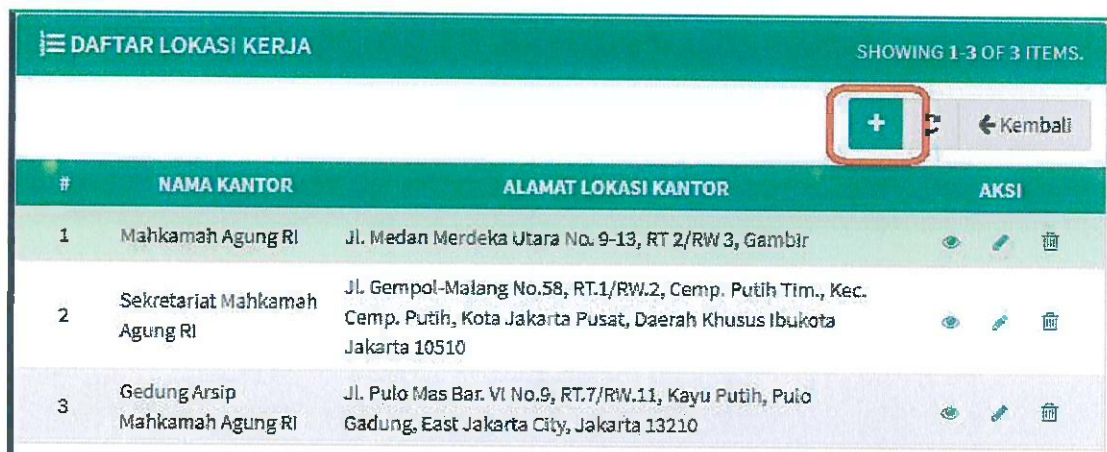 DAFTAR LOKASI KERJA
SHOWING 1-3 OF 3 ITEMS.
+
Kembali
# NAMA KANTOR ALAMAT LOKASI KANTOR AKSI
1 Mahkamah Agung RI Jl. Medan Merdeka Utara No. 9-13, RT 2/RW 3, Gambir
2 Sekretariat Mahkamah Agung RI
Jl. Gempol-Malang No.58, RT.1/RW.2, Cemp. Putih Tim., Kec.
Cemp. Putih, Kota Jakarta Pusat, Daerah Khusus Ibukota
Jakarta 10510
3 Gedung Arsip Mahkamah Agung RI
Jl. Pulo Mas Bar. VI No.9, RT.7/RW.11, Kayu Putih, Pulo
Gadung, East Jakarta City, Jakarta 13210